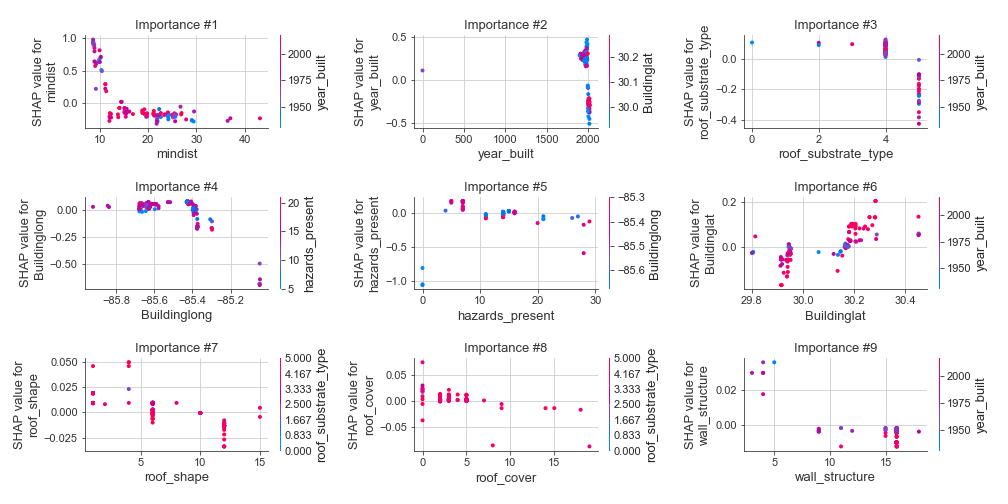 Importance #1
SHAP value for
mindist
1.0
0.5
0.0
10
20
30
40
mindist
2000
1975
1950
year_built
Importance #2
SHAP value for
year_built
0.5
0.0
−0.5
0
500
1000
1500
2000
year_built
30.2
30.1
30.0
Buildinglat
Importance #3
SHAP value for
roof_substrate_type
0.0
−0.2
−0.4
0
2
4
roof_substrate_type
2000
1975
1950
year_built
Importance #4
SHAP value for
Buildinglong
0.00
−0.25
−0.50
−85.8
−85.6
−85.4
−85.2
Buildinglong
20
15
10
5
hazards_present
Importance #5
SHAP value for
hazards_present
0.0
−0.5
−1.0
0
10
20
30
hazards_present
−85.3
−85.4
−85.5
−85.6
Buildinglong
Importance #6
SHAP value for
Buildinglat
0.0
29.8
30.0
30.2
30.4
Buildinglat
2000
1975
1950
year_built
Importance #7
SHAP value for
roof_shape
0.050
0.025
0.000
−0.025
5
10
15
roof_shape
5.000
4.167
3.333
2.500
1.667
0.833
0.000
roof_substrate_type
Importance #8
SHAP value for
roof_cover
0.05
0.00
−0.05
0
5
10
15
roof_cover
5.000
4.167
3.333
2.500
1.667
0.833
0.000
roof_substrate_type
Importance #9
SHAP value for
wall_structure
0.02
0.00
5
10
15
wall_structure
2000
1975
1950
year_built